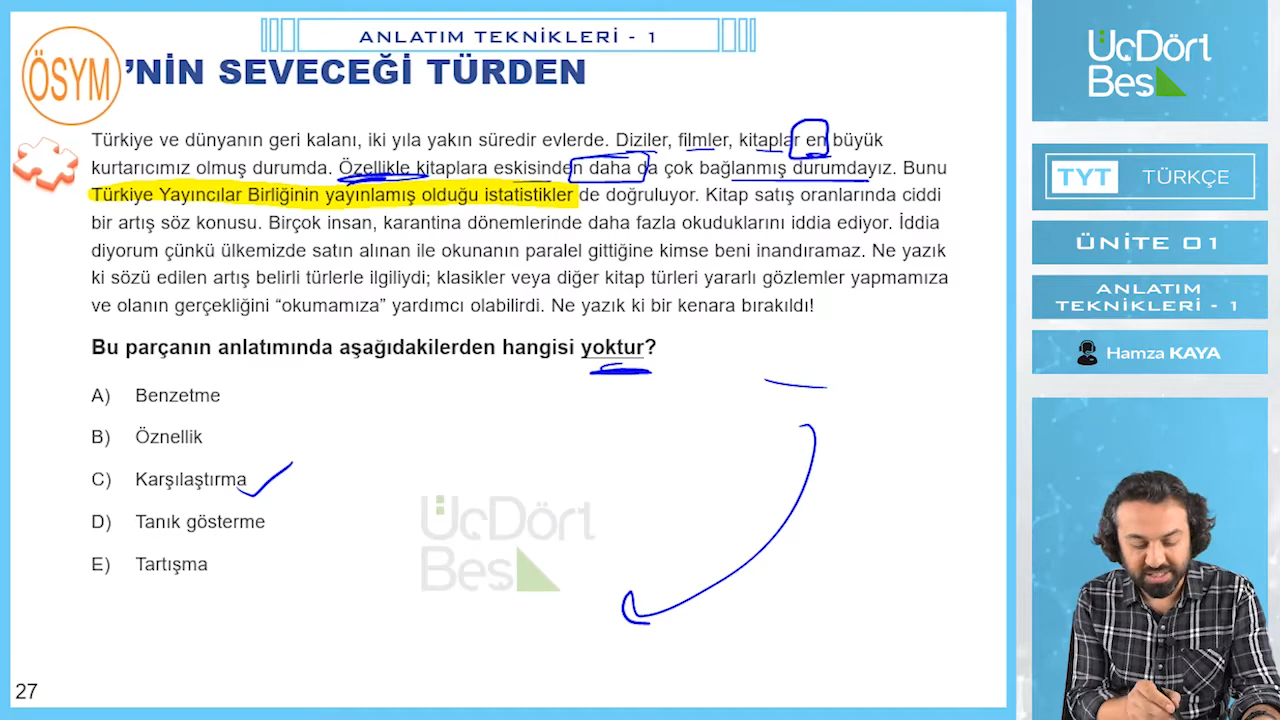 ANLATIM TEKNİKLERİ - 1
ÖSYM'NİN SEVECEĞİ TÜRDEN
Türkiye ve dünyanın geri kalanı, iki yıla yakın süredir evlerde. Diziler, filmler, kitaplar en büyük
kurtarıcımız olmuş durumda. Özellikle kitaplara eskisinden daha da çok bağlanmış durumdayız. Bunu
Türkiye Yayıncılar Birliğinin yayınlamış olduğu istatistikler de doğruluyor. Kitap satış oranlarında ciddi
bir artış söz konusu. Birçok insan, karantina dönemlerinde daha fazla okuduklarını iddia ediyor. İddia
diyorum çünkü ülkemizde satın alınan ile okunanın paralel gittiğine kimse beni inandıramaz. Ne yazık
ki sözü edilen artış belirli türlerle ilgiliydi; klasikler veya diğer kitap türleri yararlı gözlemler yapmamıza
ve olanın gerçekliğini “okumamıza” yardımcı olabilirdi. Ne yazık ki bir kenara bırakıldı!
Bu parçanın anlatımında aşağıdakilerden hangisi yoktur?
A) Benzetme
B) Öznellik
C) Karşılaştırma
D) Tanık gösterme
E) Tartışma
ÜçDört
Beş
27
ÜçDört
Beş
TYT TÜRKÇE
ÜNİTE 01
ANLATIM
TEKNİKLERİ - 1
Hamza KAYA